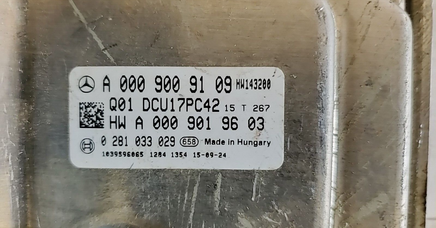 A 000 900 91 09 HW143200
Q01 DCU17PC42 15 T 267
HW A 000 901 96 03
0 281 033 029 658 Made in Hungary
1039S96065 1284 1354 15-09-24